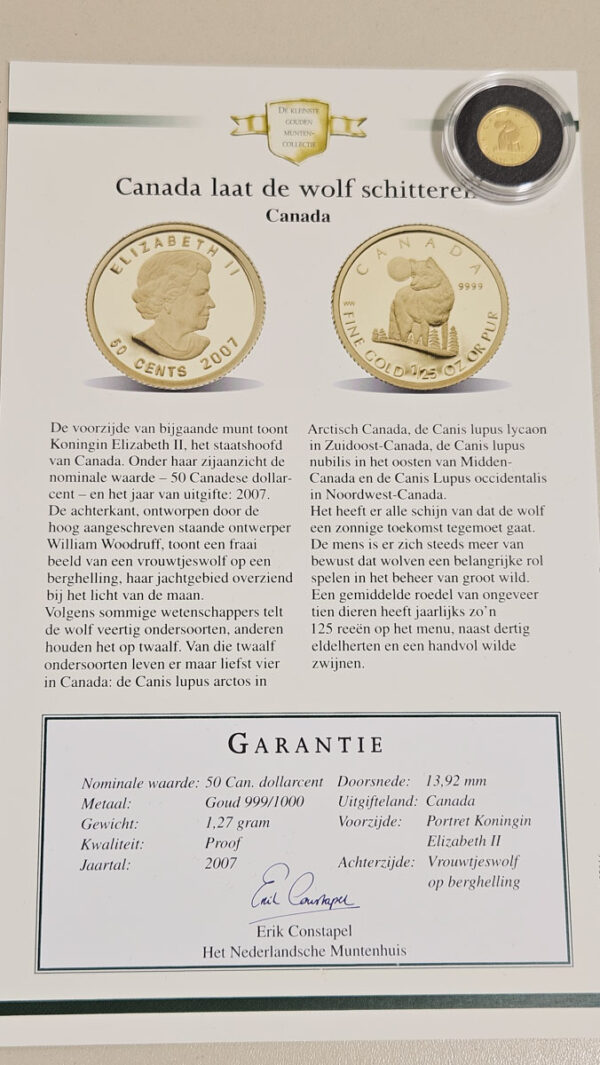 DE KLEINSTE
GOUDEN
MUNTEN-
COLLECTIE
Canada laat de wolf schitteren
Canada
ELIZABETH II
50 CENTS 2007
CANADA
9999
FINE GOLD 1/25 OZ OR PUR
De voorzijde van bijgaande munt toont
Koningin Elizabeth II, het staatshoofd
van Canada. Onder haar zijaanzicht de
nominale waarde – 50 Canadese dollar-
cent – en het jaar van uitgifte: 2007.
De achterkant, ontworpen door de
hoog aangeschreven staande ontwerper
William Woodruff, toont een fraai
beeld van een vrouwtjeswolf op een
berghelling, haar jachtgebied overziend
bij het licht van de maan.
Volgens sommige wetenschappers telt
de wolf veertig ondersoorten, anderen
houden het op twaalf. Van die twaalf
ondersoorten leven er maar liefst vier
in Canada: de Canis lupus arctos in
Arctisch Canada, de Canis lupus lycaon
in Zuidoost-Canada, de Canis lupus
nubilis in het oosten van Midden-
Canada en de Canis Lupus occidentalis
in Noordwest-Canada.
Het heeft er alle schijn van dat de wolf
een zonnige toekomst tegemoet gaat.
De mens is er zich steeds meer van
bewust dat wolven een belangrijke rol
spelen in het beheer van groot wild.
Een gemiddelde roedel van ongeveer
tien dieren heeft jaarlijks zo'n
125 reeën op het menu, naast dertig
eldelherten en een handvol wilde
zwijnen.
GARANTIE
Nominale waarde: 50 Can. dollarcent
Metaal: Goud 999/1000
Gewicht: 1,27 gram
Kwaliteit: Proof
Jaartal: 2007
Doorsnede: 13,92 mm
Uitgifteland: Canada
Voorzijde: Portret Koningin
Elizabeth II
Achterzijde: Vrouwtjeswolf
op berghelling
Erik Constapel
Erik Constapel
Het Nederlandsche Muntenhuis